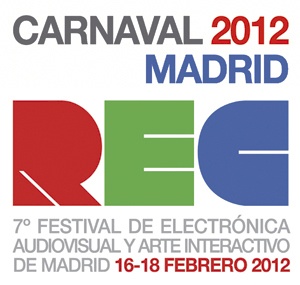 CARNAVAL 2012
MADRID
REC
7º FESTIVAL DE ELECTRÓNICA
AUDIOVISUAL Y ARTE INTERACTIVO
DE MADRID 16-18 FEBRERO 2012